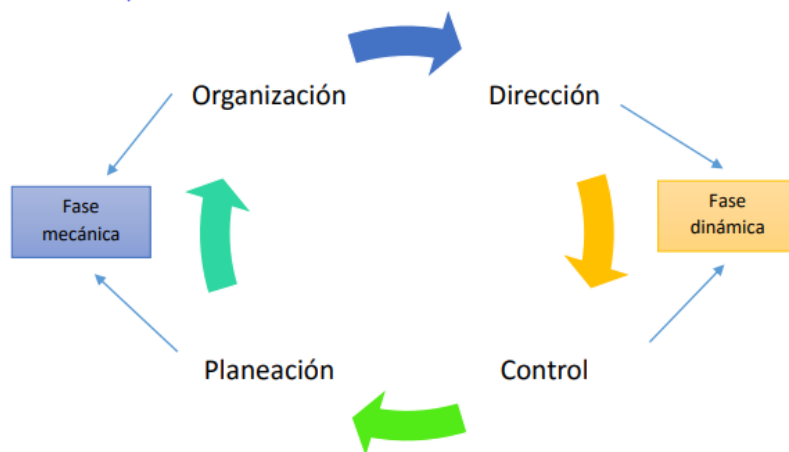 Organización
Dirección
Fase
mecánica
Fase
dinámica
Planeación
Control